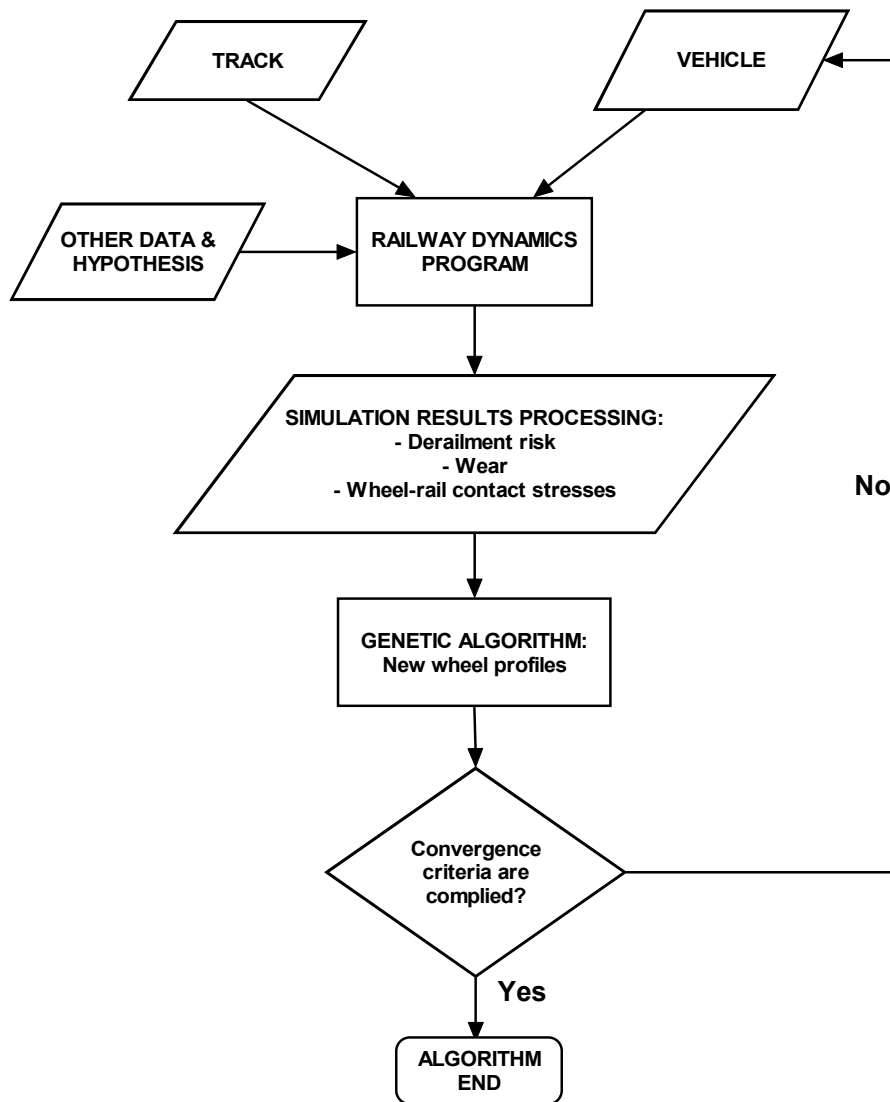 TRACK
VEHICLE
OTHER DATA &
HYPOTHESIS
RAILWAY DYNAMICS
PROGRAM
SIMULATION RESULTS PROCESSING:
- Derailment risk
- Wear
- Wheel-rail contact stresses
No
GENETIC ALGORITHM:
New wheel profiles
Convergence
criteria are
complied?
Yes
ALGORITHM
END